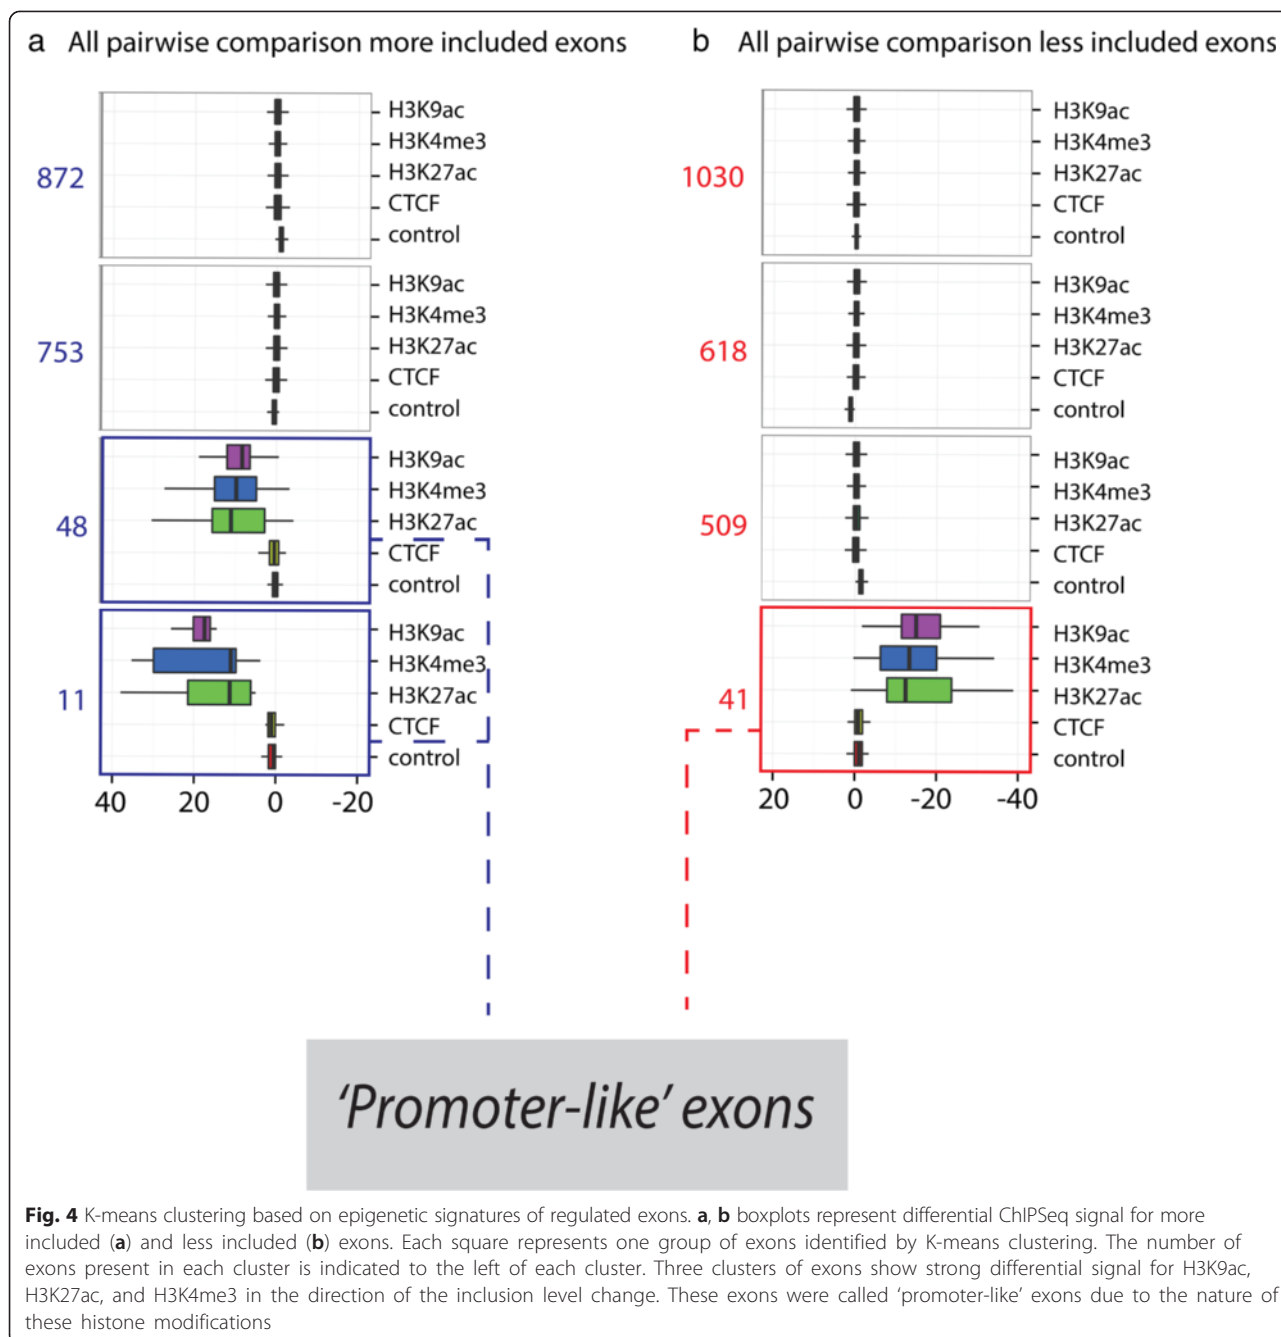 a All pairwise comparison more included exons
872
H3K9ac
H3K4me3
H3K27ac
CTCF
control
753
H3K9ac
H3K4me3
H3K27ac
CTCF
control
48
H3K9ac
H3K4me3
H3K27ac
CTCF
control
11
H3K9ac
H3K4me3
H3K27ac
CTCF
control
40 20 0 -20
b All pairwise comparison less included exons
1030
H3K9ac
H3K4me3
H3K27ac
CTCF
control
618
H3K9ac
H3K4me3
H3K27ac
CTCF
control
509
H3K9ac
H3K4me3
H3K27ac
CTCF
control
41
H3K9ac
H3K4me3
H3K27ac
CTCF
control
20 0 -20 -40
‘Promoter-like’ exons
Fig. 4 K-means clustering based on epigenetic signatures of regulated exons. a, b boxplots represent differential ChIPSeq signal for more
included (a) and less included (b) exons. Each square represents one group of exons identified by K-means clustering. The number of
exons present in each cluster is indicated to the left of each cluster. Three clusters of exons show strong differential signal for H3K9ac,
H3K27ac, and H3K4me3 in the direction of the inclusion level change. These exons were called ‘promoter-like’ exons due to the nature of
these histone modifications